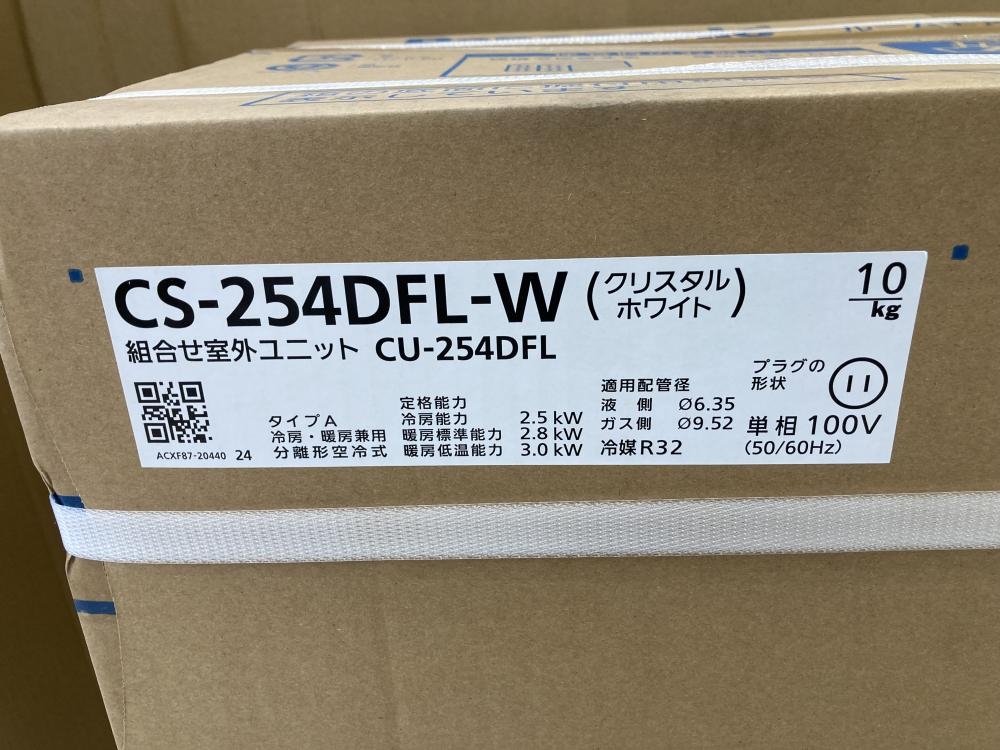 CS-254DFL-W (クリスタル
ホワイト)
10
kg
組合せ室外ユニット CU-254DFL
ACXF87-20440 24
タイプA
冷房・暖房兼用
分離形空冷式
定格能力
冷房能力 2.5 kW
暖房標準能力 2.8 kW
暖房低温能力 3.0 kW
適用配管径
液 側 Ø6.35
ガス側 Ø9.52
冷媒R32
プラグの
形状
単相 100V
(50/60Hz)